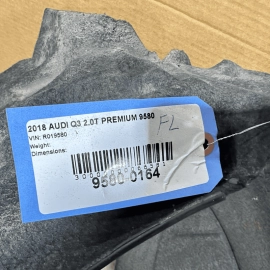 2018 AUDI Q3 2.0T PREMIUM 9580
VIN: R019580
Weight:
Dimensions:
FL
9580-0164